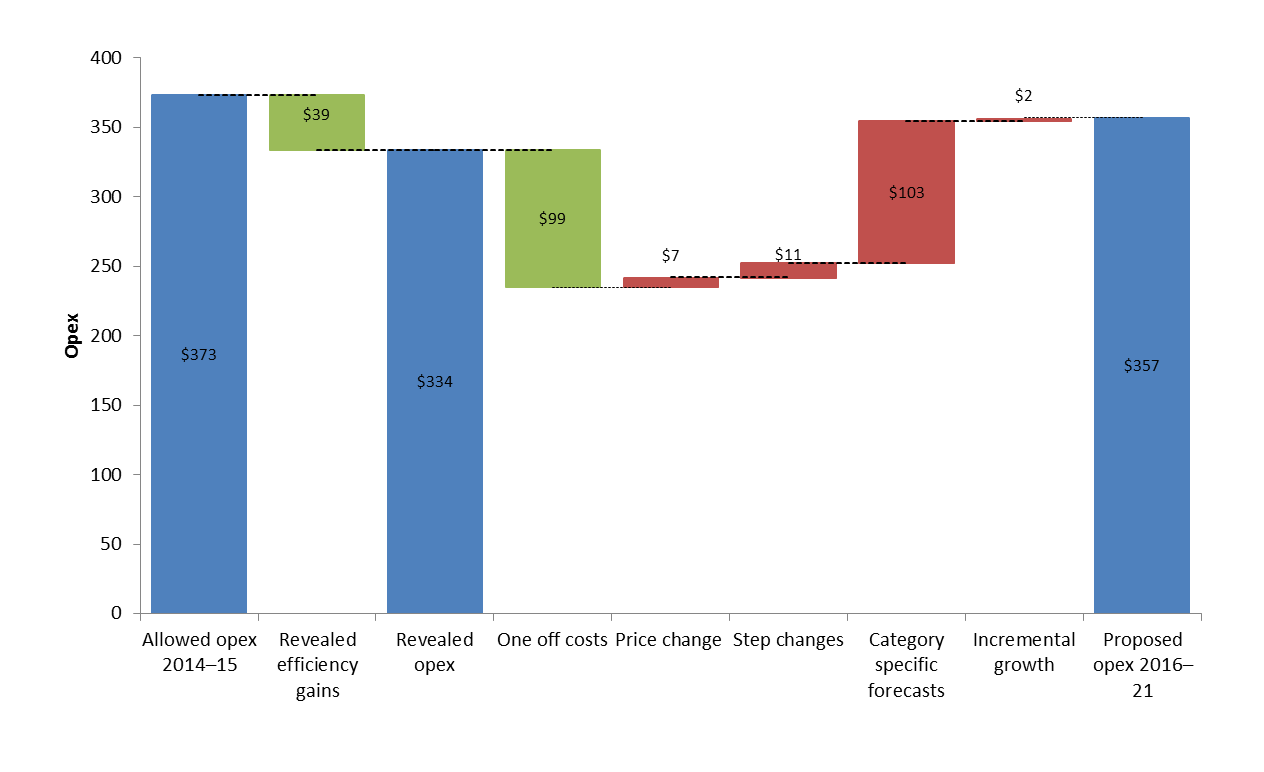 400
350
300
250
200
150
100
50
0
Opex
$373
$39
$334
$99
$7
$11
$103
$2
$357
Allowed opex
2014–15
Revealed
efficiency
gains
Revealed
opex
One off costs
Price change
Step changes
Category
specific
forecasts
Incremental
growth
Proposed
opex 2016–
21